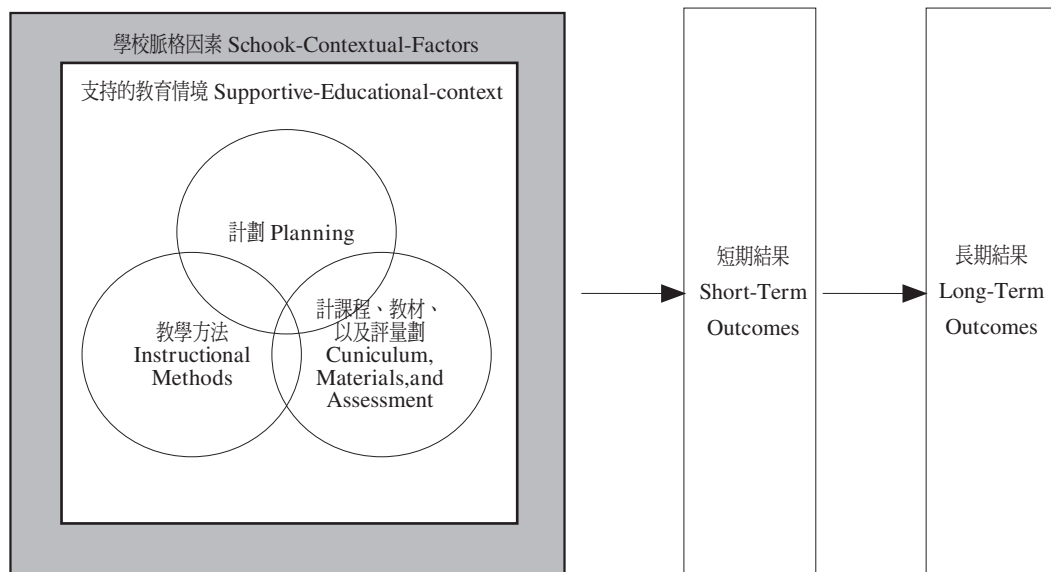 學校脈格因素 Schook-Contextual-Factors
支持的教育情境 Supportive-Educational-context
計劃 Planning
教學方法
Instructional
Methods
計課程、教材、
以及評量劃
Cuniculum,
Materials,and
Assessment
短期結果
Short-Term
Outcomes
長期結果
Long-Term
Outcomes